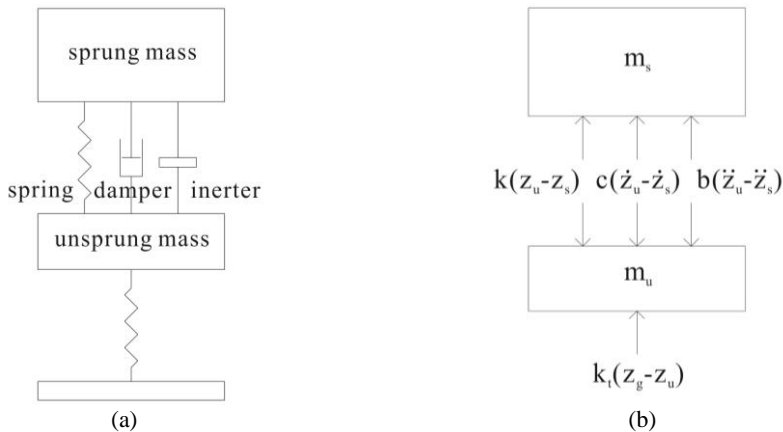 sprung mass
spring damper inerter
unsprung mass
(a)
mₛ
k(zᵤ-zₛ) c(żᵤ-żₛ) b(z̈ᵤ-z̈ₛ)
mᵤ
kₜ(z_g-zᵤ)
(b)